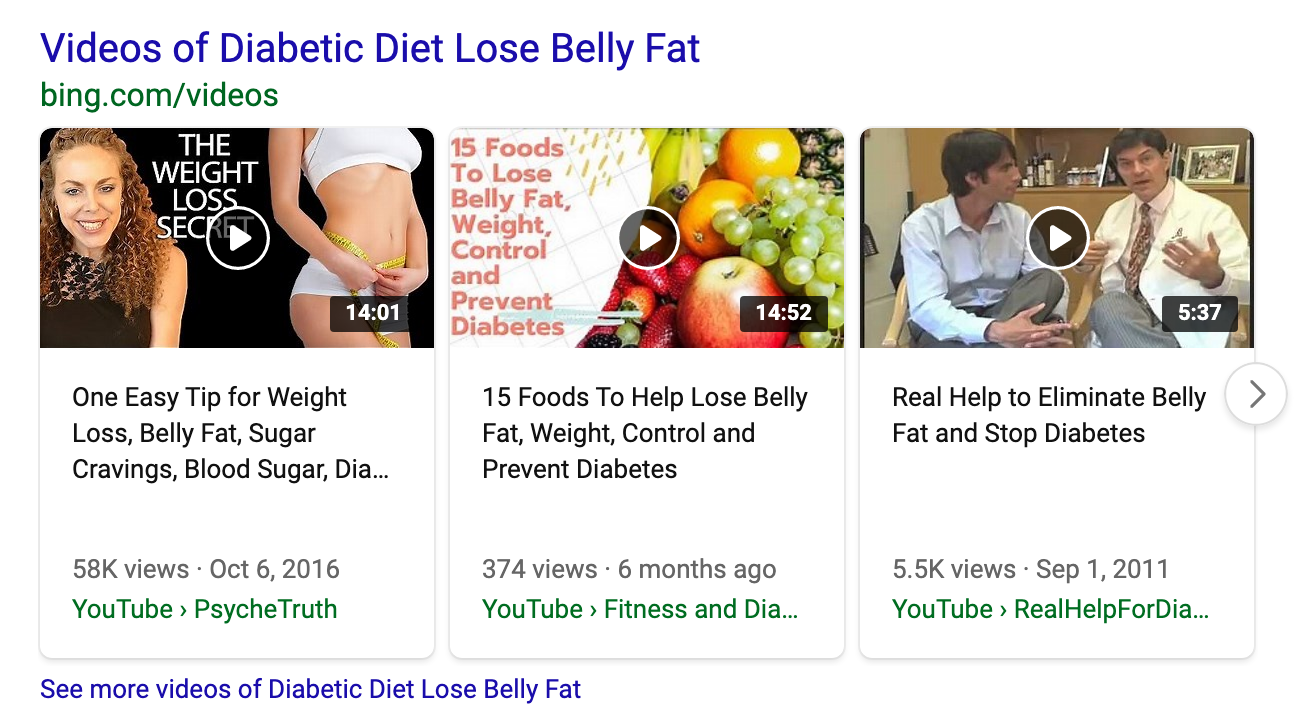 Videos of Diabetic Diet Lose Belly Fat
bing.com/videos
THE
WEIGHT
LOSS
SECRET
14:01
15 Foods
To Lose
Belly Fat,
Weight,
Control
and
Prevent
Diabetes
14:52
5:37
One Easy Tip for Weight
Loss, Belly Fat, Sugar
Cravings, Blood Sugar, Dia...
58K views · Oct 6, 2016
YouTube › PsycheTruth
15 Foods To Help Lose Belly
Fat, Weight, Control and
Prevent Diabetes
374 views · 6 months ago
YouTube › Fitness and Dia...
Real Help to Eliminate Belly
Fat and Stop Diabetes
5.5K views · Sep 1, 2011
YouTube › RealHelpForDia...
See more videos of Diabetic Diet Lose Belly Fat